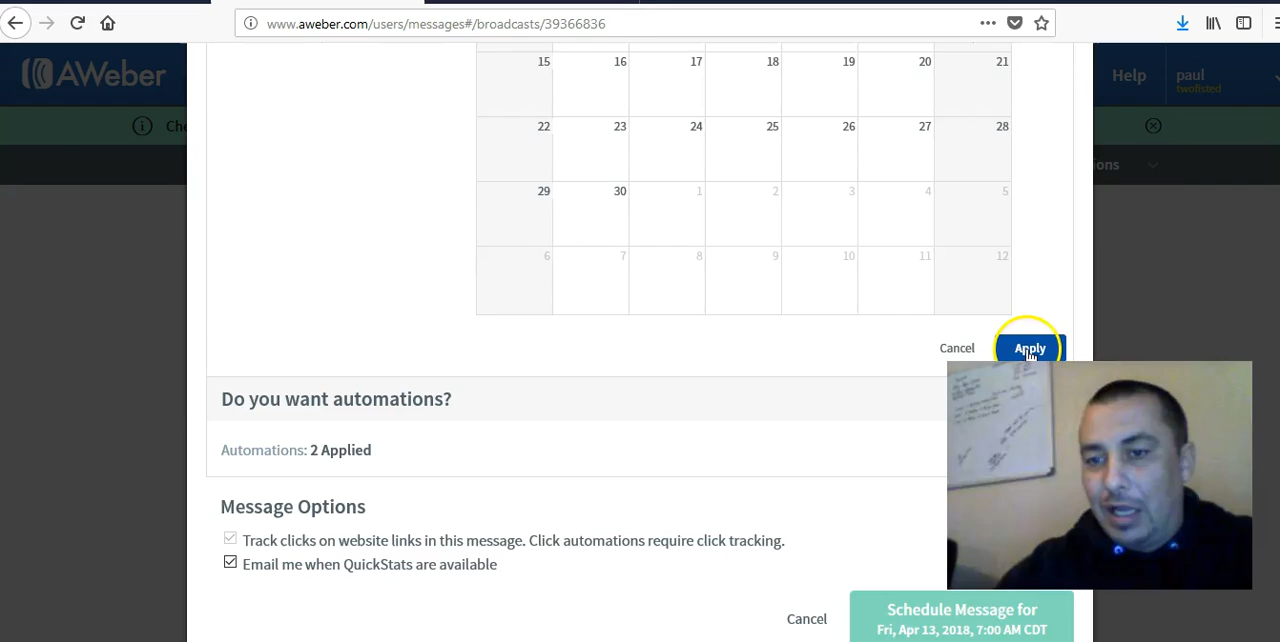 www.aweber.com/users/messages#/broadcasts/39366836
AWeber
Help
paul
twofisted
Che
ions
15 16 17 18 19 20 21
22 23 24 25 26 27 28
29 30 1 2 3 4 5
6 7 8 9 10 11 12
Cancel Apply
Do you want automations?
Automations: 2 Applied
Message Options
Track clicks on website links in this message. Click automations require click tracking.
Email me when QuickStats are available
Cancel
Schedule Message for
Fri, Apr 13, 2018, 7:00 AM CDT